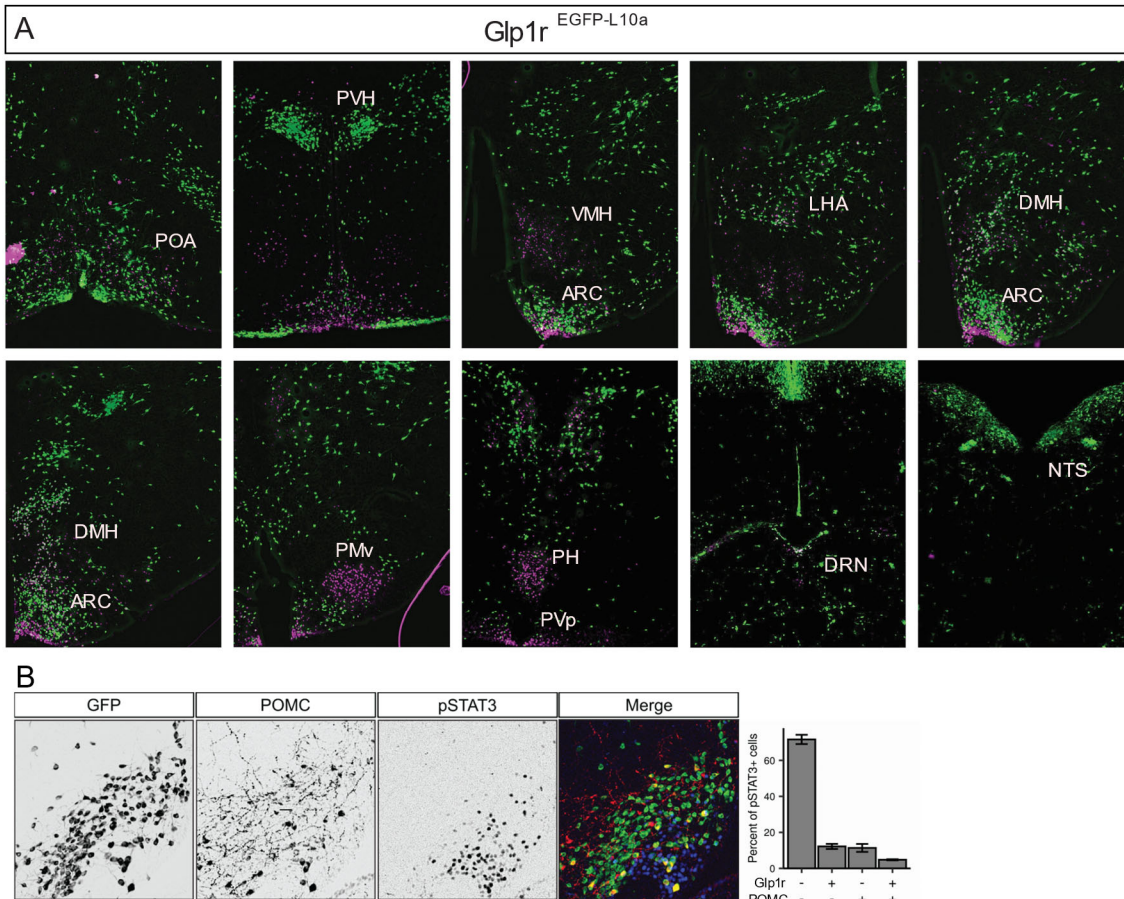 A
Glp1r EGFP-L10a
POA
PVH
VMH
ARC
LHA
DMH
ARC
DMH
ARC
PMv
PH
PVp
DRN
NTS
B
GFP
POMC
pSTAT3
Merge
Percent of pSTAT3+ cells
60
40
20
0
Glp1r - + - +
POMC - - + +